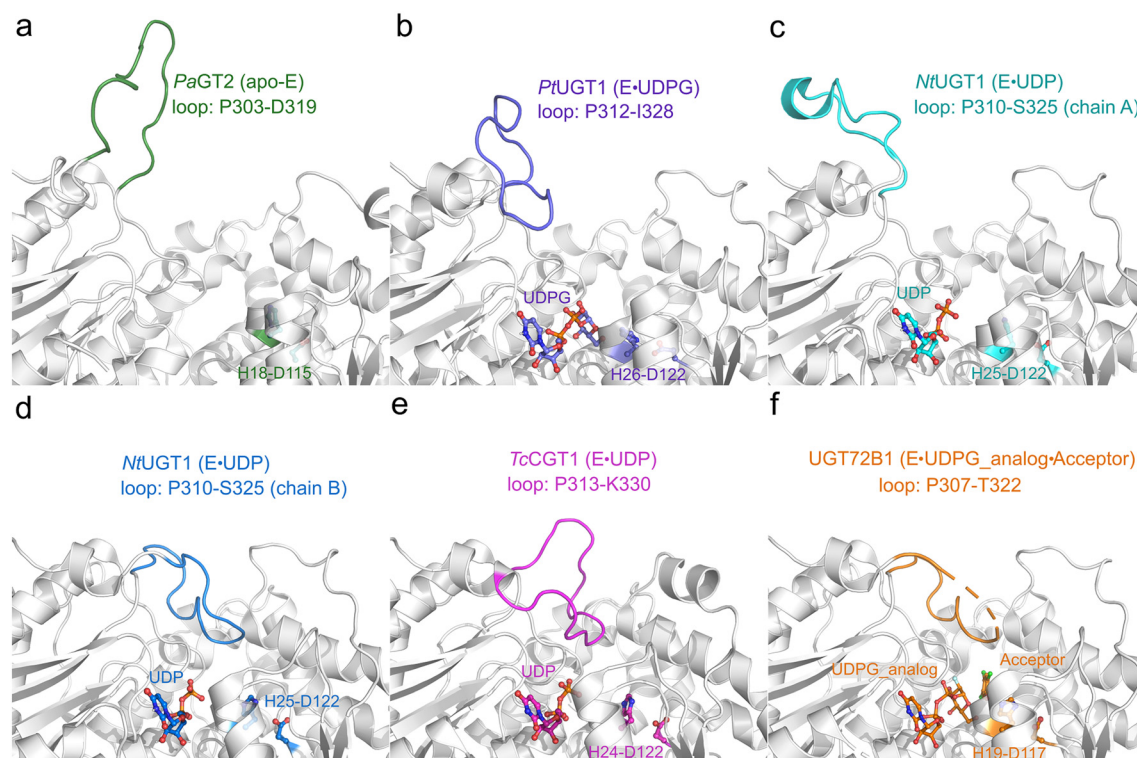 a
PaGT2 (apo-E)
loop: P303-D319
H18-D115
b
PtUGT1 (E•UDPG)
loop: P312-I328
UDPG
H26-D122
c
NtUGT1 (E•UDP)
loop: P310-S325 (chain A)
UDP
H25-D122
d
NtUGT1 (E•UDP)
loop: P310-S325 (chain B)
UDP
H25-D122
e
TcCGT1 (E•UDP)
loop: P313-K330
UDP
H24-D122
f
UGT72B1 (E•UDPG_analog•Acceptor)
loop: P307-T322
UDPG_analog
Acceptor
H19-D117